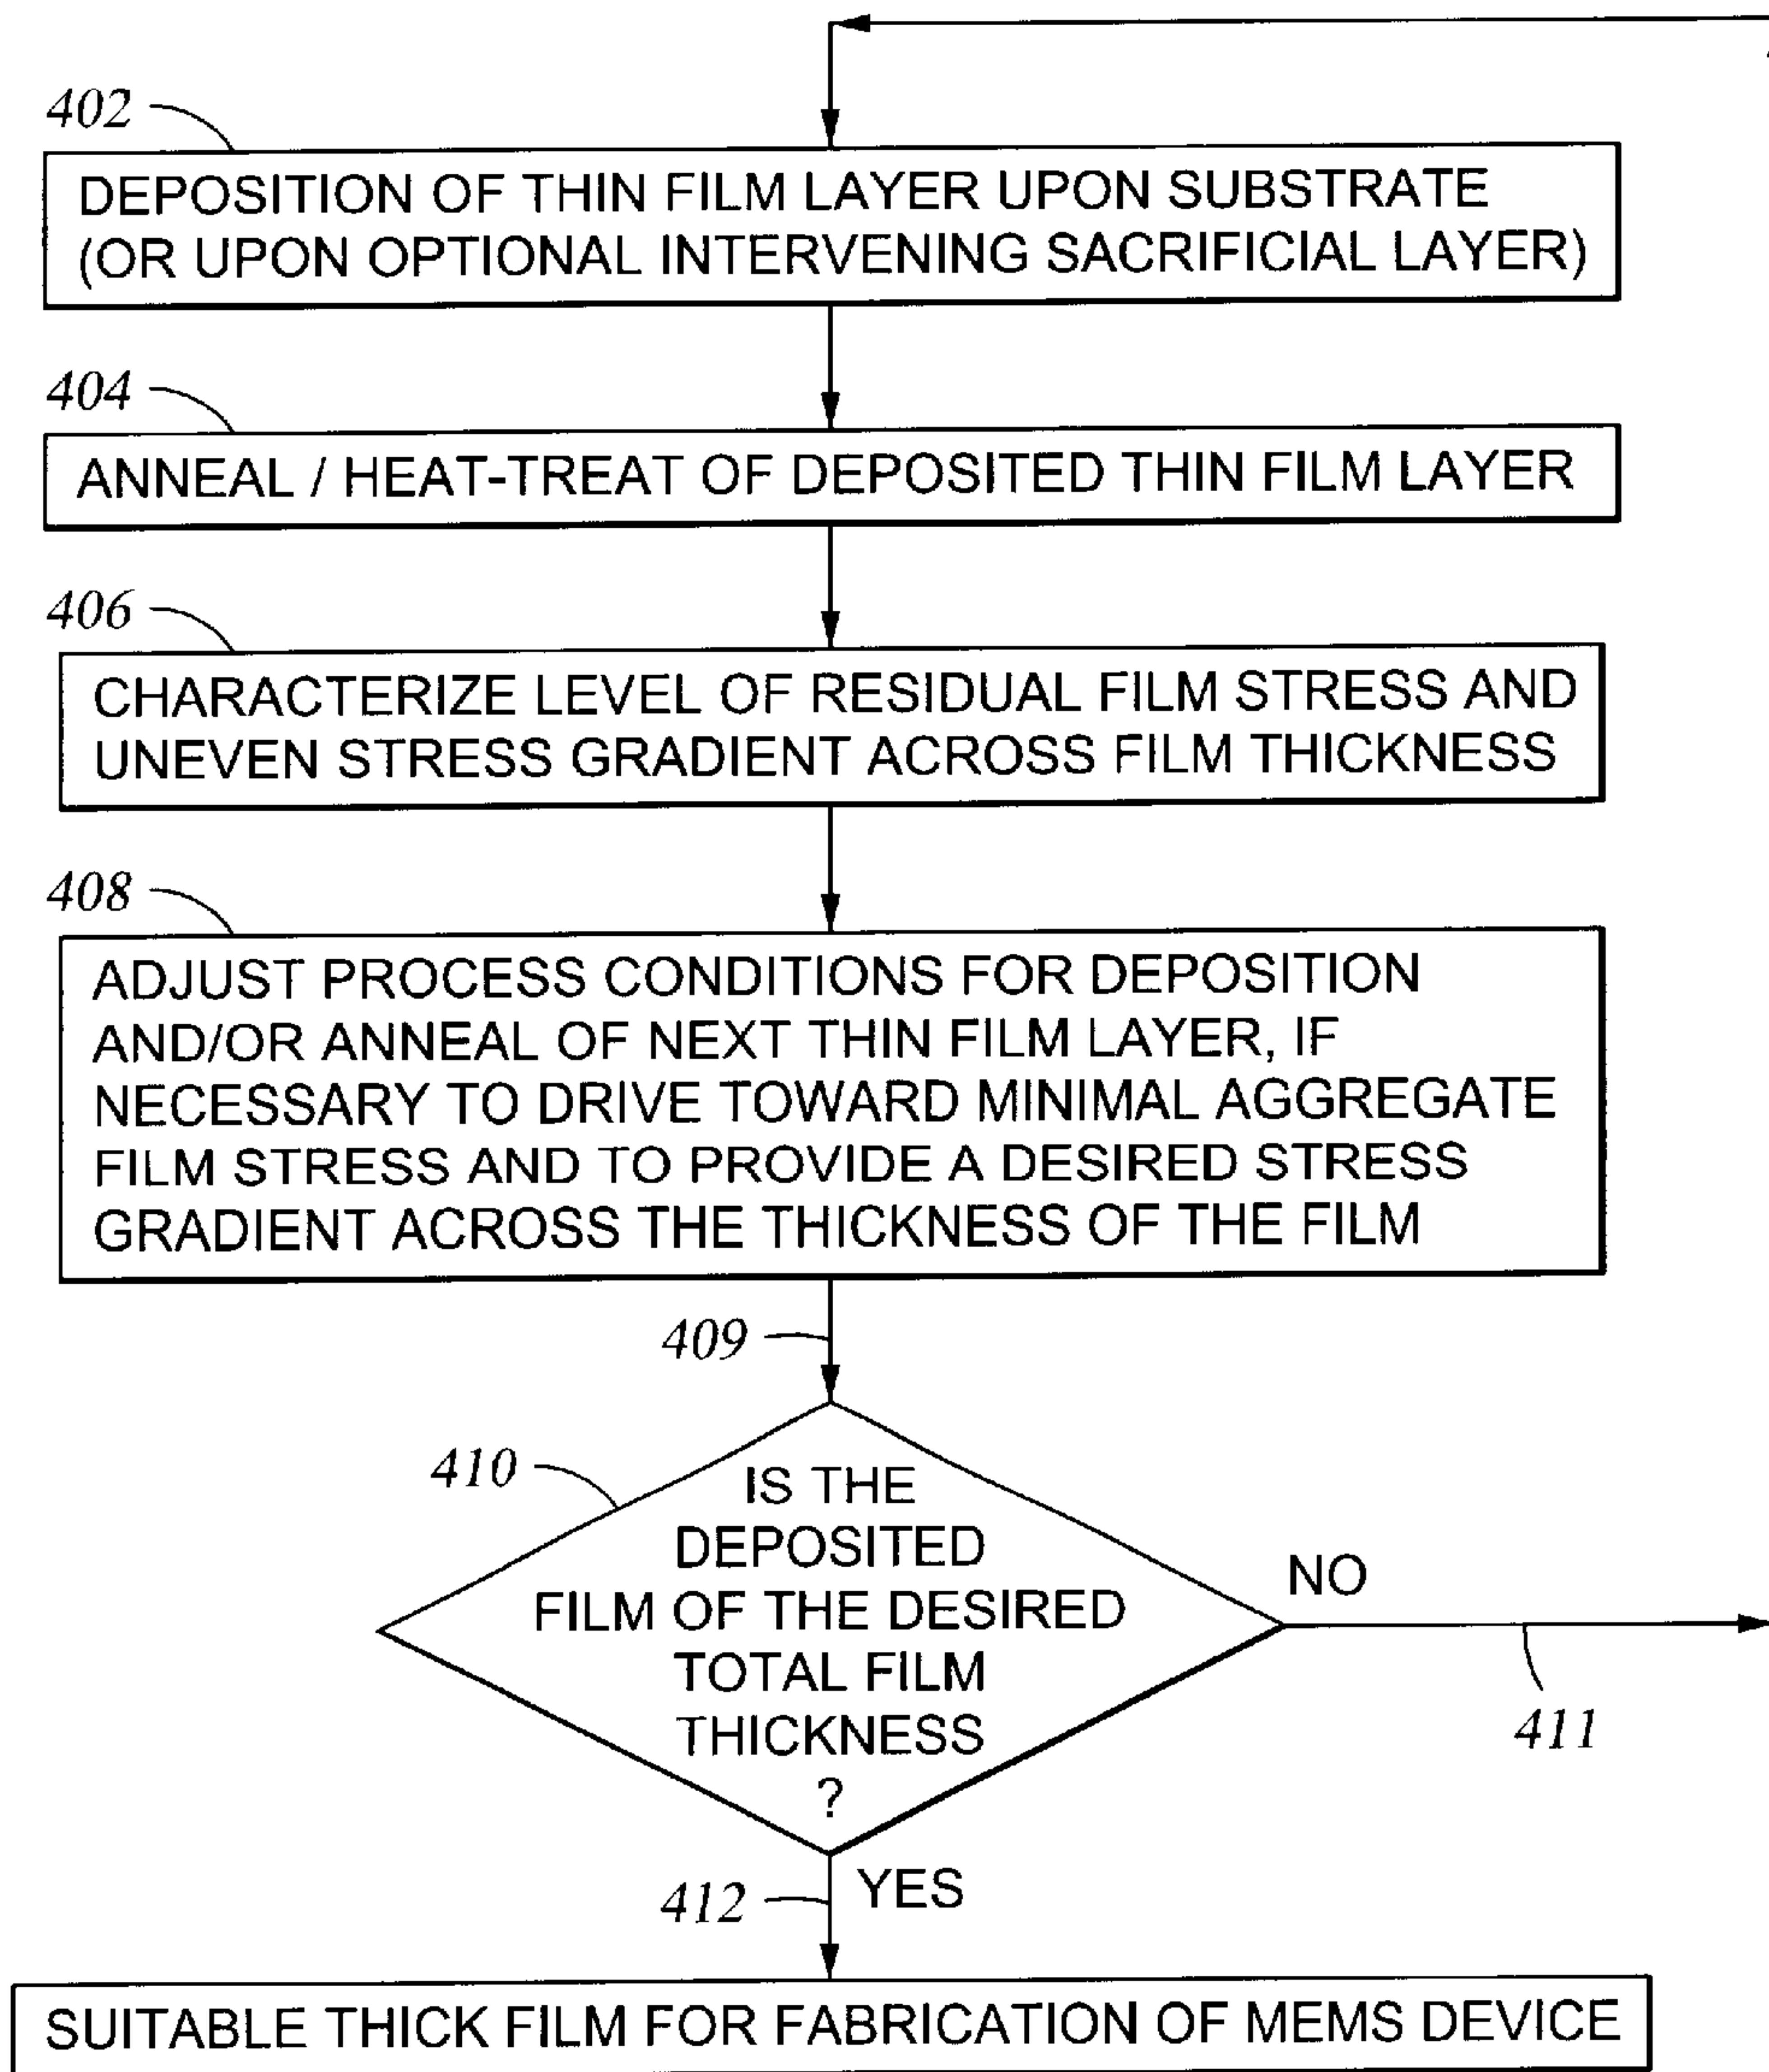 402
DEPOSITION OF THIN FILM LAYER UPON SUBSTRATE
(OR UPON OPTIONAL INTERVENING SACRIFICIAL LAYER)
404
ANNEAL / HEAT-TREAT OF DEPOSITED THIN FILM LAYER
406
CHARACTERIZE LEVEL OF RESIDUAL FILM STRESS AND
UNEVEN STRESS GRADIENT ACROSS FILM THICKNESS
408
ADJUST PROCESS CONDITIONS FOR DEPOSITION
AND/OR ANNEAL OF NEXT THIN FILM LAYER, IF
NECESSARY TO DRIVE TOWARD MINIMAL AGGREGATE
FILM STRESS AND TO PROVIDE A DESIRED STRESS
GRADIENT ACROSS THE THICKNESS OF THE FILM
409
410
IS THE
DEPOSITED
FILM OF THE DESIRED
TOTAL FILM
THICKNESS
?
NO
411
412
YES
SUITABLE THICK FILM FOR FABRICATION OF MEMS DEVICE